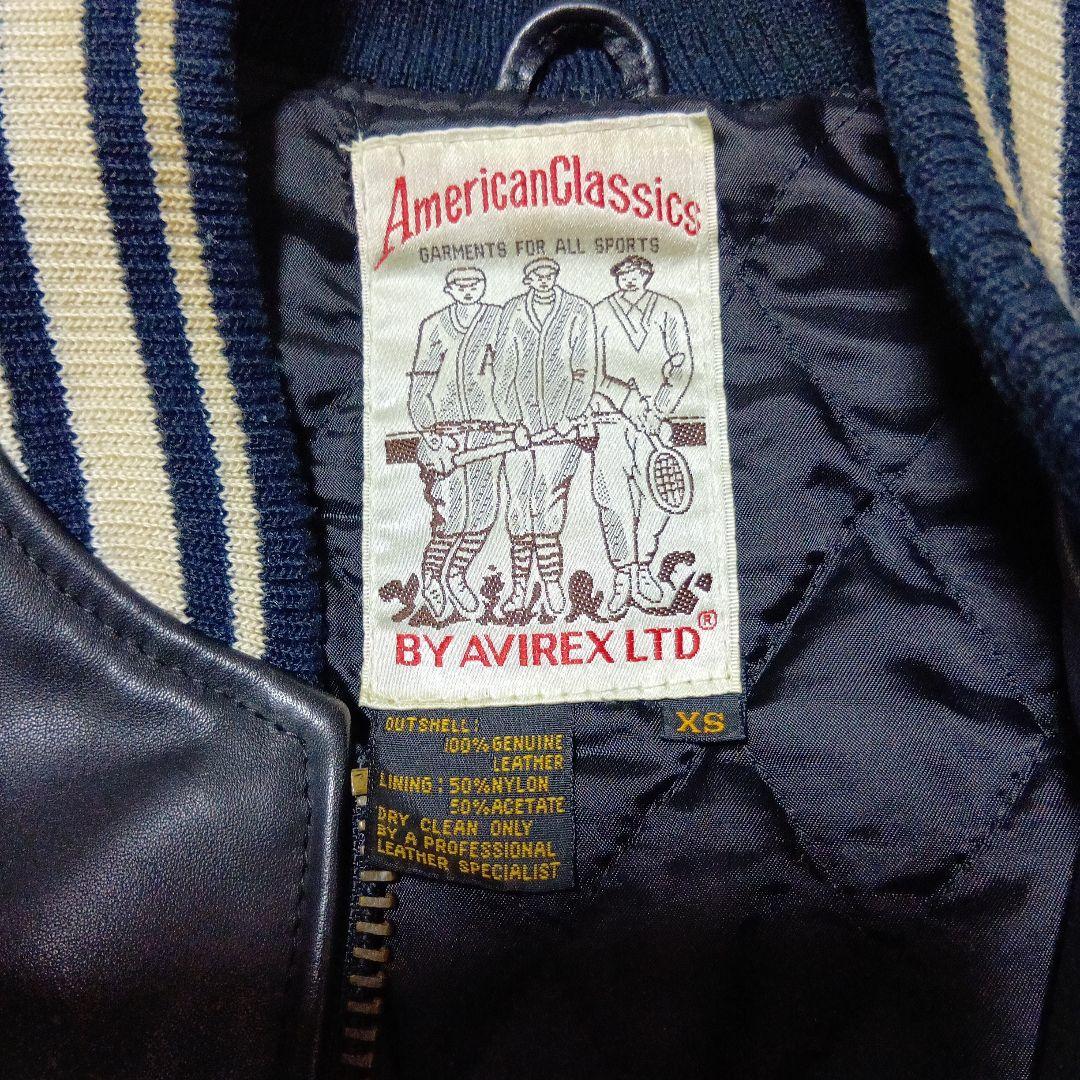 AmericanClassics
GARMENTS FOR ALL SPORTS
A
BY AVIREX LTD®
XS
OUTSHELL:
100% GENUINE
LEATHER
LINING: 50% NYLON
50% ACETATE
DRY CLEAN ONLY
BY A PROFESSIONAL
LEATHER SPECIALIST